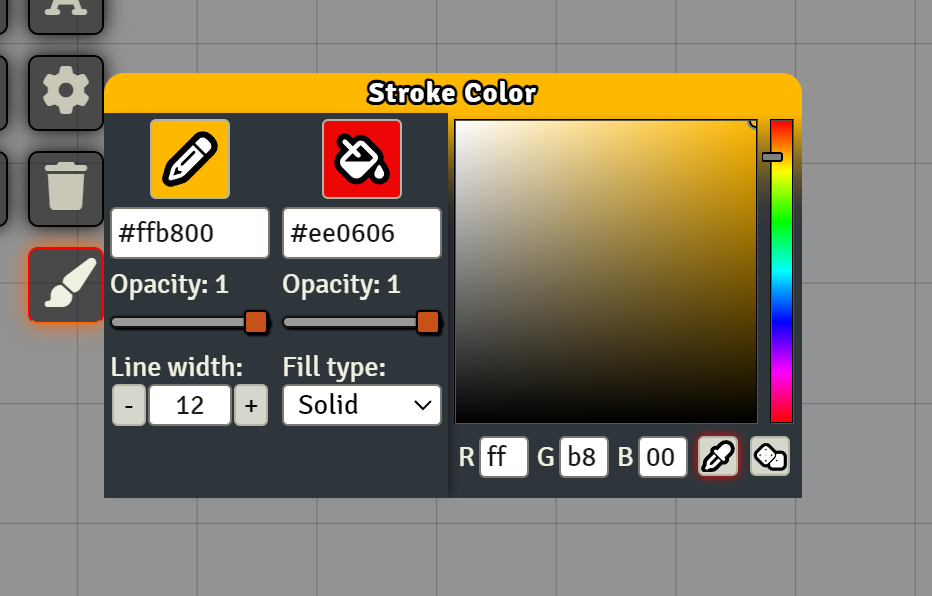 Stroke Color
#ffb800 #ee0606
Opacity: 1 Opacity: 1
Line width: Fill type:
- 12 + Solid
R ff G b8 B 00